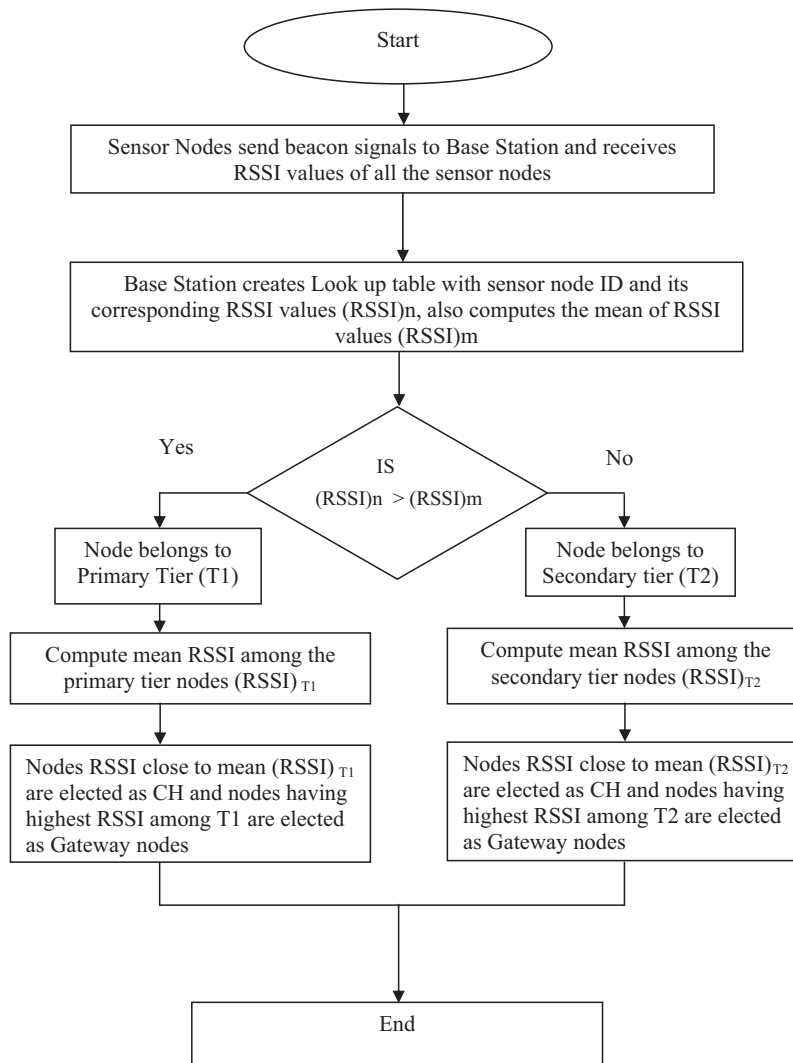 Start
Sensor Nodes send beacon signals to Base Station and receives
RSSI values of all the sensor nodes
Base Station creates Look up table with sensor node ID and its
corresponding RSSI values (RSSI)n, also computes the mean of RSSI
values (RSSI)m
Yes
IS
(RSSI)n > (RSSI)m
No
Node belongs to
Primary Tier (T1)
Node belongs to
Secondary tier (T2)
Compute mean RSSI among the
primary tier nodes (RSSI) T1
Compute mean RSSI among the
secondary tier nodes (RSSI)T2
Nodes RSSI close to mean (RSSI) T1
are elected as CH and nodes having
highest RSSI among T1 are elected
as Gateway nodes
Nodes RSSI close to mean (RSSI)T2
are elected as CH and nodes having
highest RSSI among T2 are elected
as Gateway nodes
End